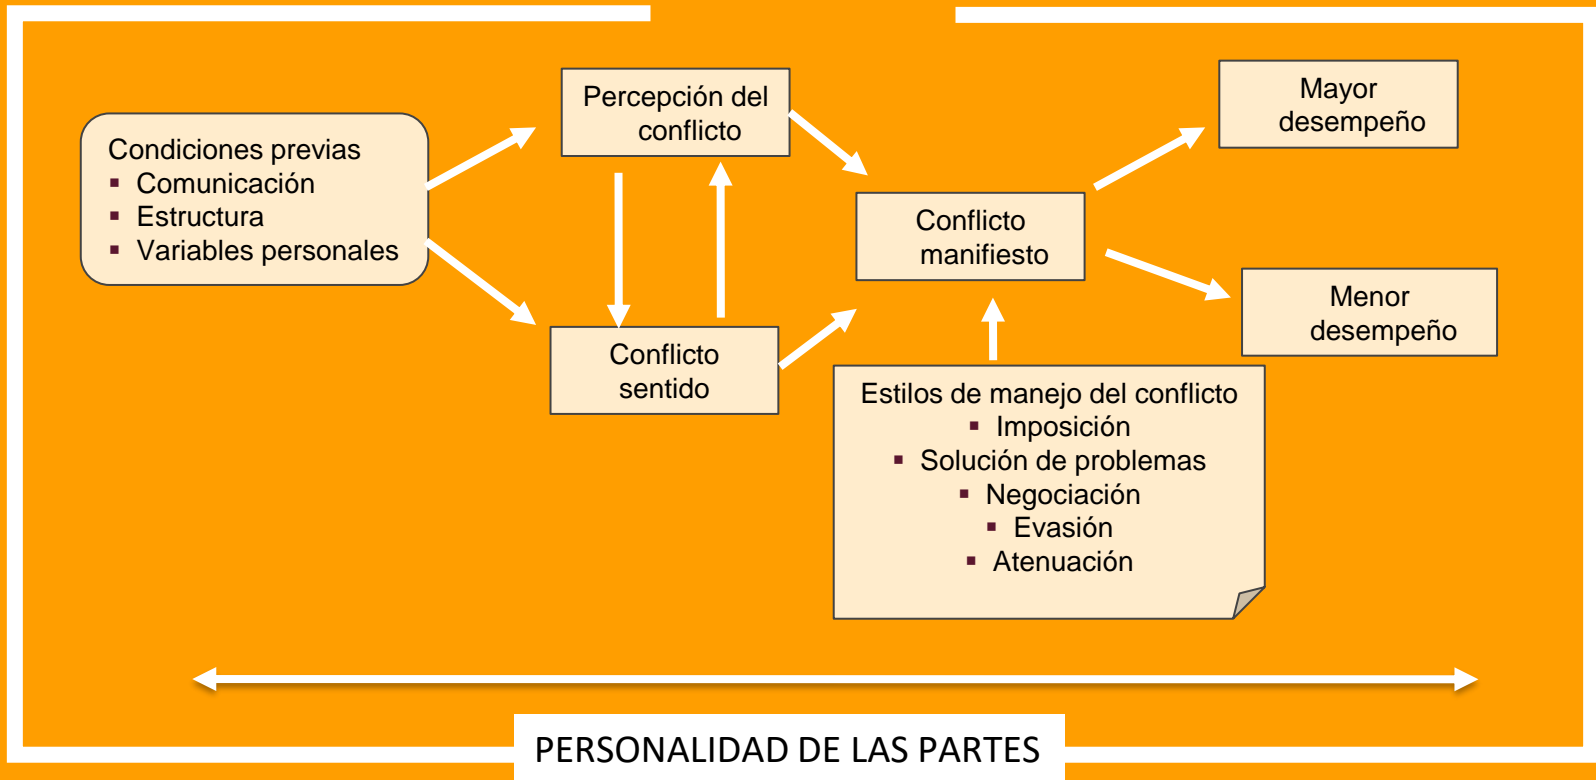 Condiciones previas
▪ Comunicación
▪ Estructura
▪ Variables personales
Percepción del
conflicto
Conflicto
sentido
Conflicto
manifiesto
Estilos de manejo del conflicto
▪ Imposición
▪ Solución de problemas
▪ Negociación
▪ Evasión
▪ Atenuación
Mayor
desempeño
Menor
desempeño
PERSONALIDAD DE LAS PARTES